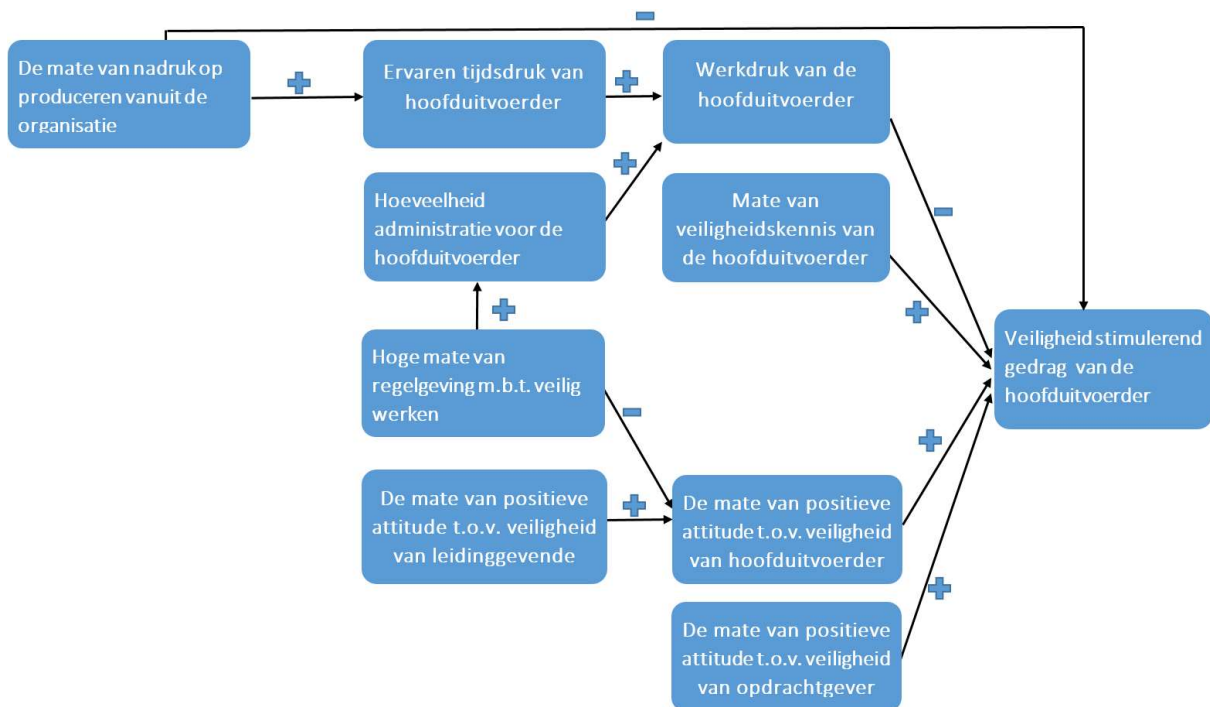 De mate van nadruk op
produceren vanuit de
organisatie
Ervaren tijdsdruk van
hoofduitvoerder
Werkdruk van de
hoofduitvoerder
Hoeveelheid
administratie voor de
hoofduitvoerder
Mate van
veiligheidskennis van
de hoofduitvoerder
Hoge mate van
regelgeving m.b.t. veilig
werken
Veiligheid stimulerend
gedrag van de
hoofduitvoerder
De mate van positieve
attitude t.o.v. veiligheid
van leidinggevende
De mate van positieve
attitude t.o.v. veiligheid
van hoofduitvoerder
De mate van positieve
attitude t.o.v. veiligheid
van opdrachtgever